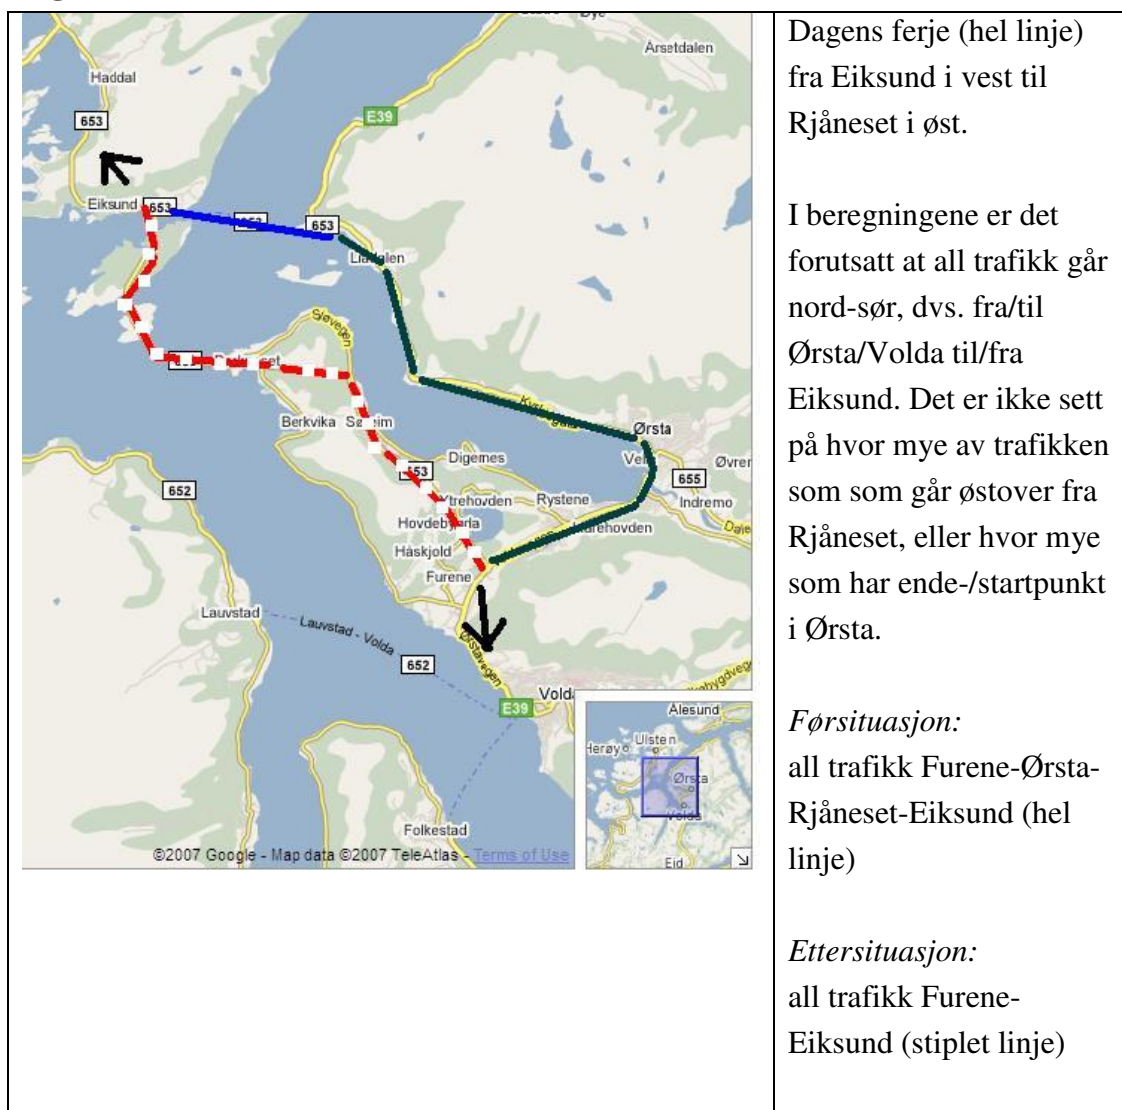 Årsetdalen
Haddal
653
E39
Eiksund
653
653
653
Liadalen
Sjøvegen
Berkvika
Digernes
Ørsta
Øvre
653
655
652
Ytrehovden
Rystene
Indremo
Hovdebygda
Håskjold
Furene
Lauvstad
Lauvstad - Volda
652
Ørstavegen
Volda
E39
Folkestad
©2007 Google - Map data ©2007 TeleAtlas - Terms of Use
Alesund
Ulsten
Herøy
Ørsta
Volda
Eid
Dagens ferje (hel linje)
fra Eiksund i vest til
Rjåneset i øst.
I beregningene er det
forutsatt at all trafikk går
nord-sør, dvs. fra/til
Ørsta/Volda til/fra
Eiksund. Det er ikke sett
på hvor mye av trafikken
som som går østover fra
Rjåneset, eller hvor mye
som har ende-/startpunkt
i Ørsta.
Førsituasjon:
all trafikk Furene-Ørsta-
Rjåneset-Eiksund (hel
linje)
Ettersituasjon:
all trafikk Furene-
Eiksund (stiplet linje)